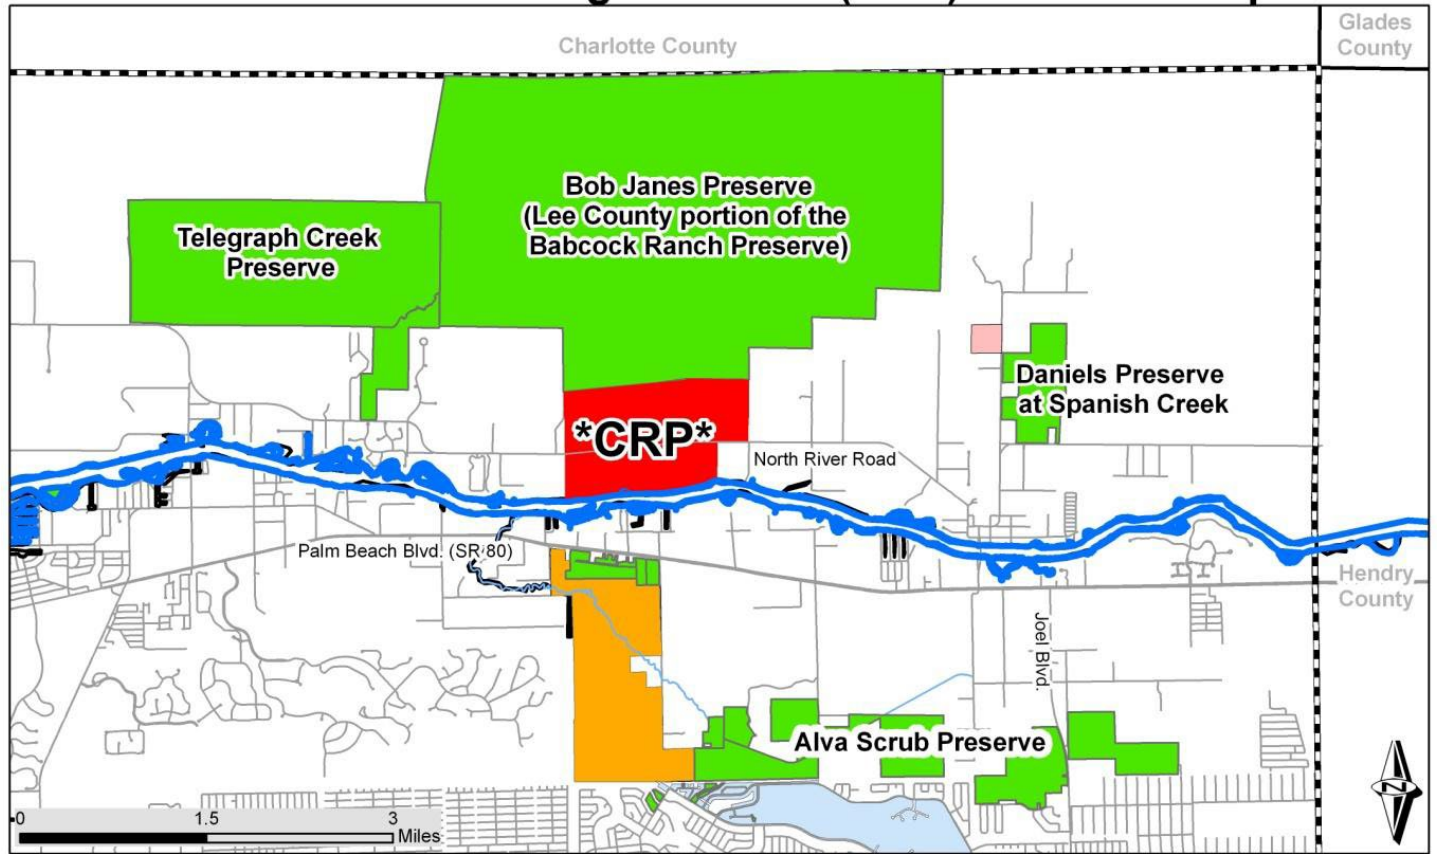 Charlotte County
Glades
County
Bob Janes Preserve
(Lee County portion of the
Babcock Ranch Preserve)
Telegraph Creek
Preserve
Daniels Preserve
at Spanish Creek
*CRP*
North River Road
Palm Beach Blvd. (SR 80)
Hendry
County
Joel Blvd.
Alva Scrub Preserve
N
0 1.5 3
Miles